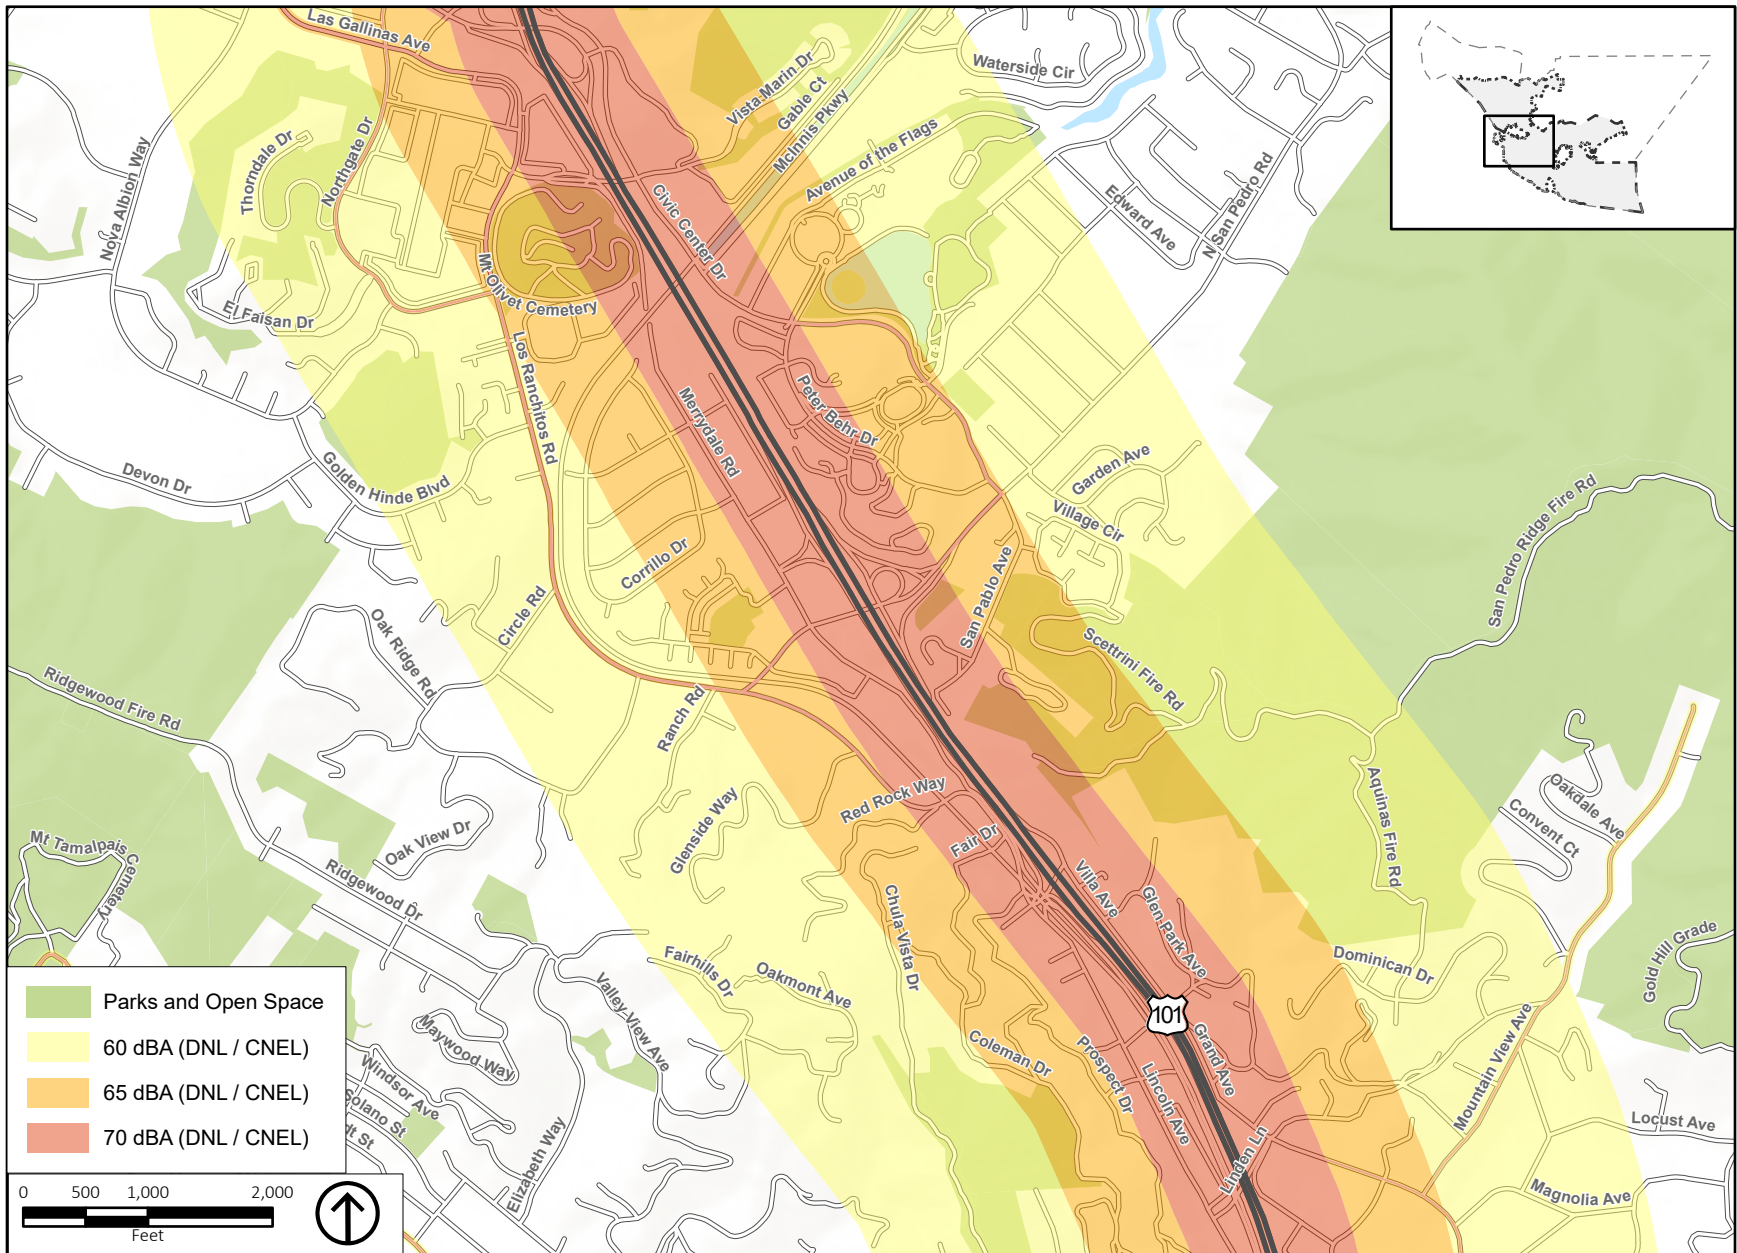 Las Gallinas Ave
Vista Marin Dr
Gable Ct
McInnis Pkwy
Waterside Cir
Avenue of the Flags
Thorndale Dr
Northgate Dr
Nova Albion Way
Civic Center Dr
Edward Ave
N San Pedro Rd
Mt Olivet Cemetery
El Faisan Dr
Los Ranchitos Rd
Merrydale Rd
Peter Behr Dr
Golden Hinde Blvd
Devon Dr
Garden Ave
Village Cir
San Pedro Ridge Fire Rd
Corrillo Dr
San Pablo Ave
Circle Rd
Oak Ridge Rd
Scettrini Fire Rd
Ridgewood Fire Rd
Ranch Rd
Red Rock Way
Glenside Way
Fair Dr
Aquinas Fire Rd
Oakdale Ave
Convent Ct
Mt Tamalpais Cemetery
Oak View Dr
Ridgewood Dr
Villa Ave
Glen Park Ave
Chula Vista Dr
Dominican Dr
Gold Hill Grade
Fairhills Dr
Oakmont Ave
Valley View Ave
101
Maywood Way
Windsor Ave
Solano St
dt St
Elizabeth Way
Coleman Dr
Prospect Dr
Lincoln Ave
Grand Ave
Linden Ln
Mountain View Ave
Locust Ave
Magnolia Ave
Parks and Open Space
60 dBA (DNL / CNEL)
65 dBA (DNL / CNEL)
70 dBA (DNL / CNEL)
0 500 1,000 2,000
Feet